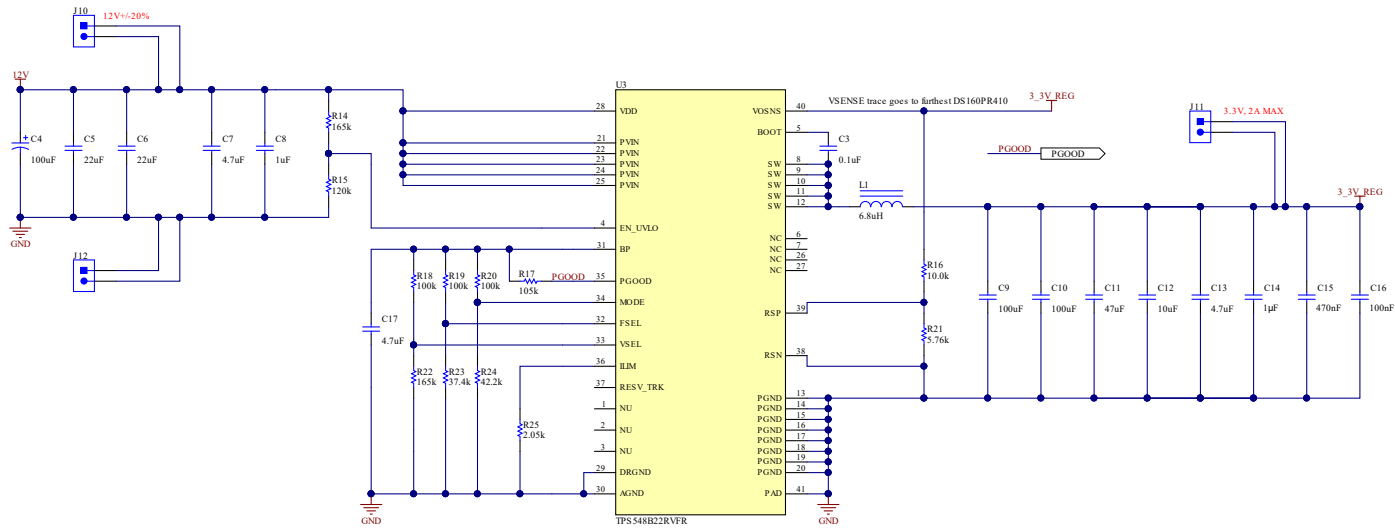 J10
12V+/-20%
12V
C4
100uF
C5
22uF
C6
22uF
C7
4.7uF
C8
1uF
R14
165k
R15
120k
GND
J12
U3
28
VDD
21
PVIN
22
PVIN
23
PVIN
24
PVIN
25
PVIN
4
EN_UVLO
31
BP
35
PGOOD
34
MODE
32
FSEL
33
VSEL
36
ILIM
37
RESV_TRK
1
NU
2
NU
3
NU
29
DRGND
30
AGND
R18
100k
R19
100k
R20
100k
R17
105k
PGOOD
C17
4.7uF
R22
165k
R23
37.4k
R24
42.2k
R25
2.05k
GND
TPS548B22RVFR
VSENSE trace goes to furthest DS160PR410
3_3V_REG
VOSNS
40
BOOT
5
SW
8
SW
9
SW
10
SW
11
SW
12
NC
6
NC
7
NC
26
NC
27
RSP
39
RSN
38
PGND
13
PGND
14
PGND
15
PGND
16
PGND
17
PGND
18
PGND
19
PGND
20
PAD
41
GND
C3
0.1uF
L1
6.8uH
PGOOD
PGOOD
J11
3.3V, 2A MAX
3_3V_REG
R16
10.0k
R21
5.76k
C9
100uF
C10
100uF
C11
47uF
C12
10uF
C13
4.7uF
C14
1µF
C15
470nF
C16
100nF